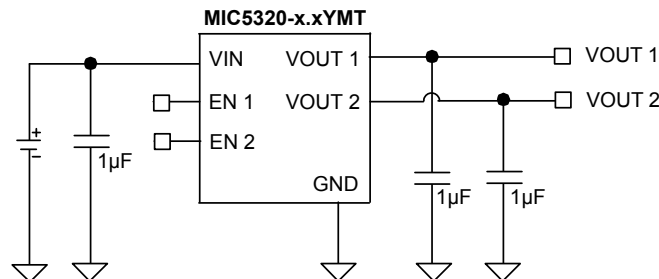 MIC5320-x.xYMT
VIN VOUT 1 VOUT 1
EN 1 VOUT 2 VOUT 2
EN 2
+
–
1µF
GND
1µF 1µF